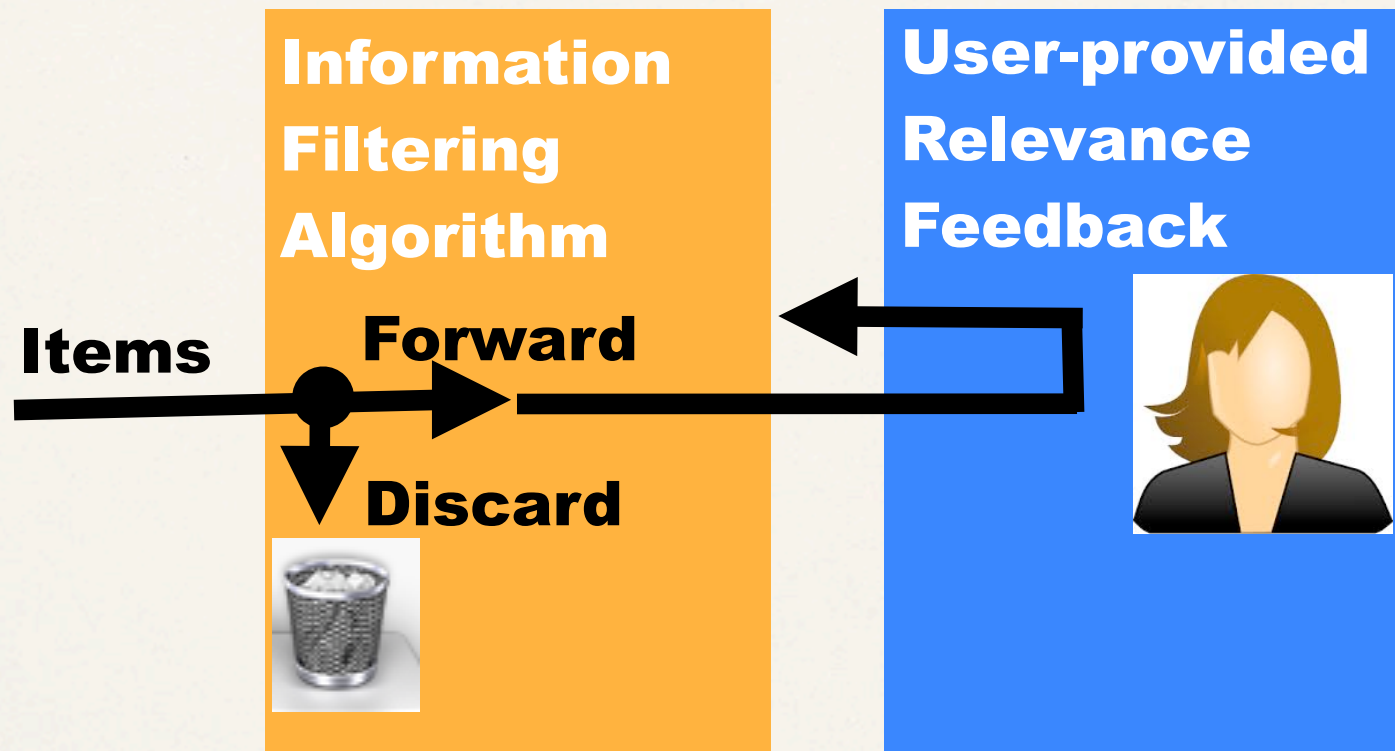 Information
Filtering
Algorithm
User-provided
Relevance
Feedback
Items
Forward
Discard